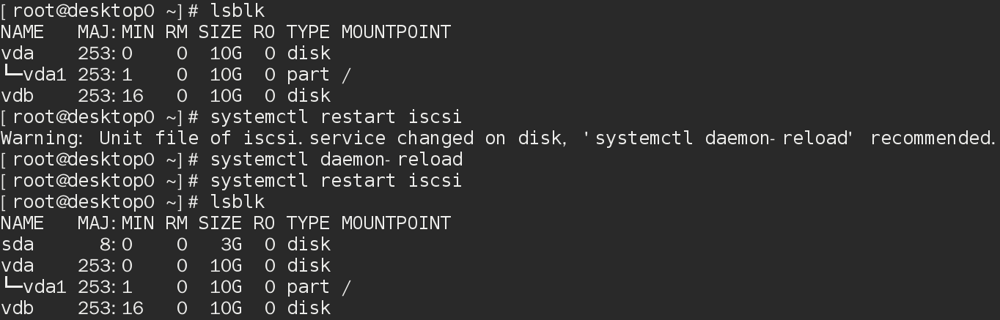 [root@desktop0 ~]# lsblk
NAME   MAJ:MIN RM SIZE RO TYPE MOUNTPOINT
vda    253:0    0  10G  0 disk
└─vda1 253:1    0  10G  0 part /
vdb    253:16   0  10G  0 disk
[root@desktop0 ~]# systemctl restart iscsi
Warning: Unit file of iscsi.service changed on disk, 'systemctl daemon-reload' recommended.
[root@desktop0 ~]# systemctl daemon-reload
[root@desktop0 ~]# systemctl restart iscsi
[root@desktop0 ~]# lsblk
NAME   MAJ:MIN RM SIZE RO TYPE MOUNTPOINT
sda      8:0    0   3G  0 disk
vda    253:0    0  10G  0 disk
└─vda1 253:1    0  10G  0 part /
vdb    253:16   0  10G  0 disk